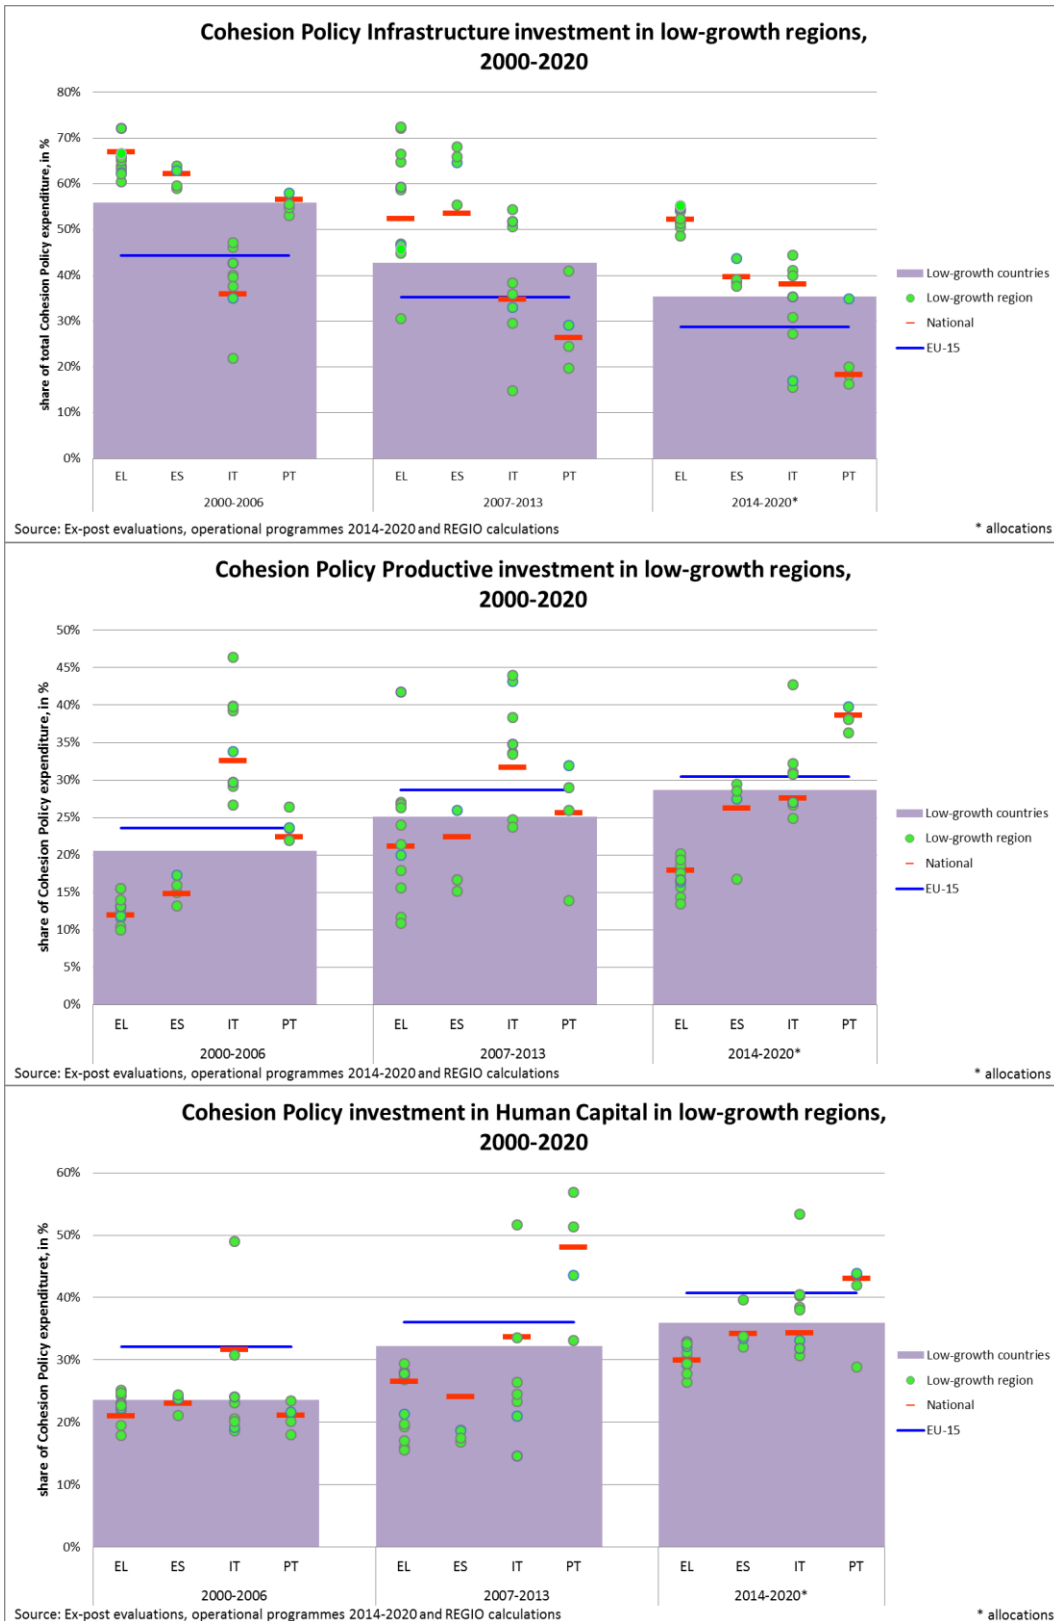 Cohesion Policy Infrastructure investment in low-growth regions,
2000-2020
share of total Cohesion Policy expenditure, in %
80%
70%
60%
50%
40%
30%
20%
10%
0%
Low-growth countries
Low-growth region
National
EU-15
EL ES IT PT EL ES IT PT EL ES IT PT
2000-2006 2007-2013 2014-2020*
Source: Ex-post evaluations, operational programmes 2014-2020 and REGIO calculations * allocations
Cohesion Policy Productive investment in low-growth regions,
2000-2020
share of Cohesion Policy expenditure, in %
50%
45%
40%
35%
30%
25%
20%
15%
10%
5%
0%
Low-growth countries
Low-growth region
National
EU-15
EL ES IT PT EL ES IT PT EL ES IT PT
2000-2006 2007-2013 2014-2020*
Source: Ex-post evaluations, operational programmes 2014-2020 and REGIO calculations * allocations
Cohesion Policy investment in Human Capital in low-growth regions,
2000-2020
share of Cohesion Policy expendituret, in %
60%
50%
40%
30%
20%
10%
0%
Low-growth countries
Low-growth region
National
EU-15
EL ES IT PT EL ES IT PT EL ES IT PT
2000-2006 2007-2013 2014-2020*
Source: Ex-post evaluations, operational programmes 2014-2020 and REGIO calculations * allocations